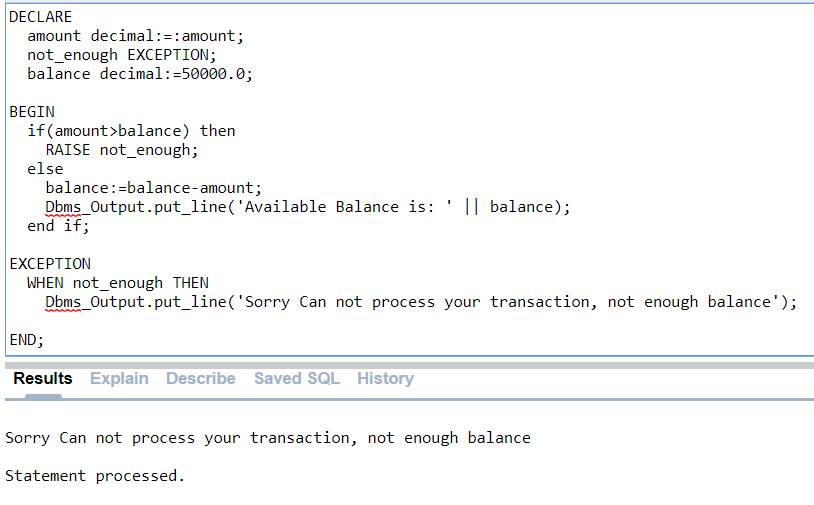 DECLARE
amount decimal:=:amount;
not_enough EXCEPTION;
balance decimal:=50000.0;
BEGIN
if(amount>balance) then
RAISE not_enough;
else
balance:=balance-amount;
Dbms_Output.put_line('Available Balance is: ' || balance);
end if;
EXCEPTION
WHEN not_enough THEN
Dbms_Output.put_line('Sorry Can not process your transaction, not enough balance');
END;
Results Explain Describe Saved SQL History
Sorry Can not process your transaction, not enough balance
Statement processed.